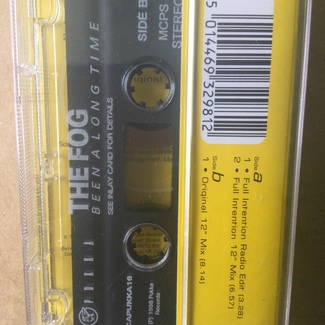 THE FOG
BEEN A LONG TIME
SEE INLAY CARD FOR DETAILS
SIDE B
MCPS
STEREO
PUKKA
CAPUKKA16
(P) 1998 Pukka
Records
5 014469 329812
Side a
1 • Full Intention Radio Edit (3.28)
2 • Full Intention 12" Mix (6.57)
Side b
1 • Original 12" Mix (8.14)